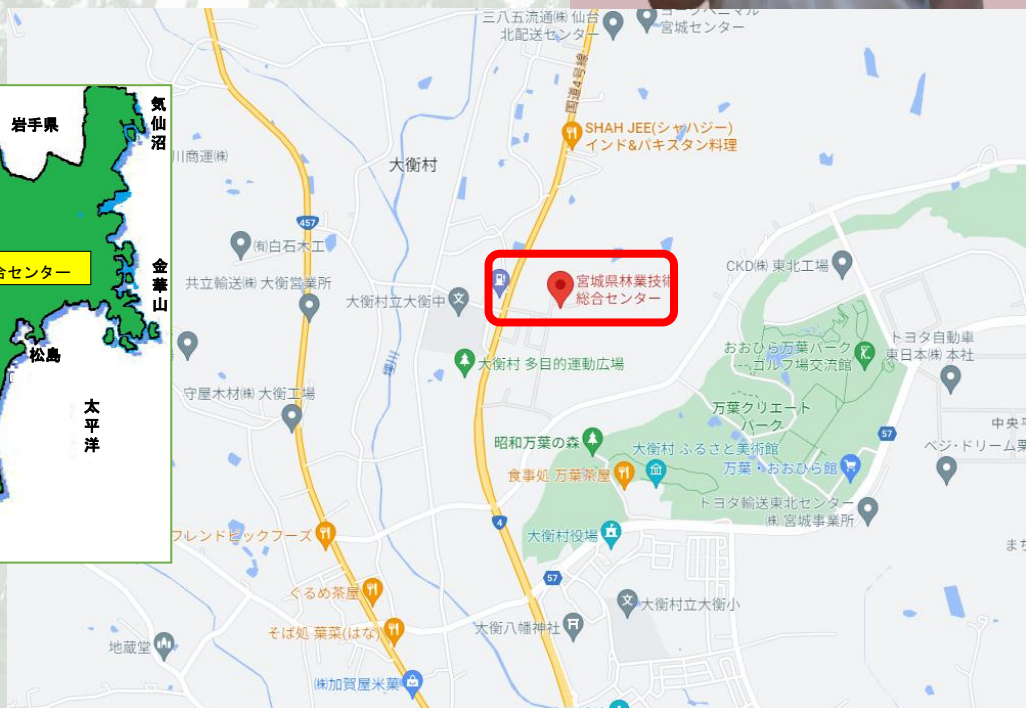 三八五流通㈱ 仙台
北配送センター
宮城センター
国道4号線
SHAH JEE(シャハジー)
インド&パキスタン料理
川商運㈱
大衡村
457
㈲白石木工
共立輸送㈱ 大衡営業所
大衡村立大衡中
宮城県林業技術
総合センター
CKD㈱ 東北工場
大衡村 多目的運動広場
おおひら万葉パーク
ゴルフ場交流館
トヨタ自動車
東日本㈱ 本社
守屋木材㈱ 大衡工場
万葉クリエート
パーク
57
昭和万葉の森
大衡村 ふるさと美術館
食事処 万葉茶屋
万葉・おおひら館
トヨタ輸送東北センター
㈱ 宮城事業所
フレンドビックフーズ
4
大衡村役場
57
ぐるめ茶屋
大衡村立大衡小
そば処 葉菜(はな)
大衡八幡神社
地蔵堂
㈱加賀屋米菓
岩手県
気仙沼
合センター
金華山
松島
太平洋